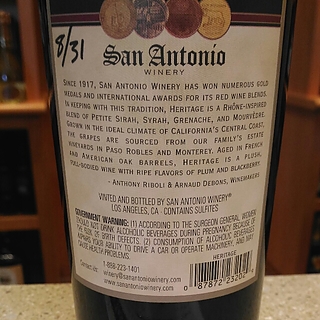 8/31
San Antonio
WINERY
SINCE 1917, SAN ANTONIO WINERY HAS WON NUMEROUS GOLD
MEDALS AND INTERNATIONAL AWARDS FOR ITS RED WINE BLENDS.
IN KEEPING WITH THIS TRADITION, HERITAGE IS A RHÔNE-INSPIRED
BLEND OF PETITE SIRAH, SYRAH, GRENACHE, AND MOURVÈDRE.
GROWN IN THE IDEAL CLIMATE OF CALIFORNIA'S CENTRAL COAST,
THE GRAPES ARE SOURCED FROM OUR FAMILY'S ESTATE
VINEYARDS IN PASO ROBLES AND MONTEREY. AGED IN FRENCH
AND AMERICAN OAK BARRELS, HERITAGE IS A PLUSH,
FULL-BODIED WINE WITH RIPE FLAVORS OF PLUM AND BLACKBERRY.
- ANTHONY RIBOLI & ARNAUD DEBONS, WINEMAKERS
VINTED AND BOTTLED BY SAN ANTONIO WINERY®
LOS ANGELES, CA · CONTAINS SULFITES
GOVERNMENT WARNING: (1) ACCORDING TO THE SURGEON GENERAL, WOMEN
SHOULD NOT DRINK ALCOHOLIC BEVERAGES DURING PREGNANCY BECAUSE OF
THE RISK OF BIRTH DEFECTS. (2) CONSUMPTION OF ALCOHOLIC BEVERAGES
IMPAIRS YOUR ABILITY TO DRIVE A CAR OR OPERATE MACHINERY, AND MAY
CAUSE HEALTH PROBLEMS.
HERITAGE
Contact us: 1-858-223-1401
winery@sanantoniowinery.com
www.sanantoniowinery.com
0 87872 23202